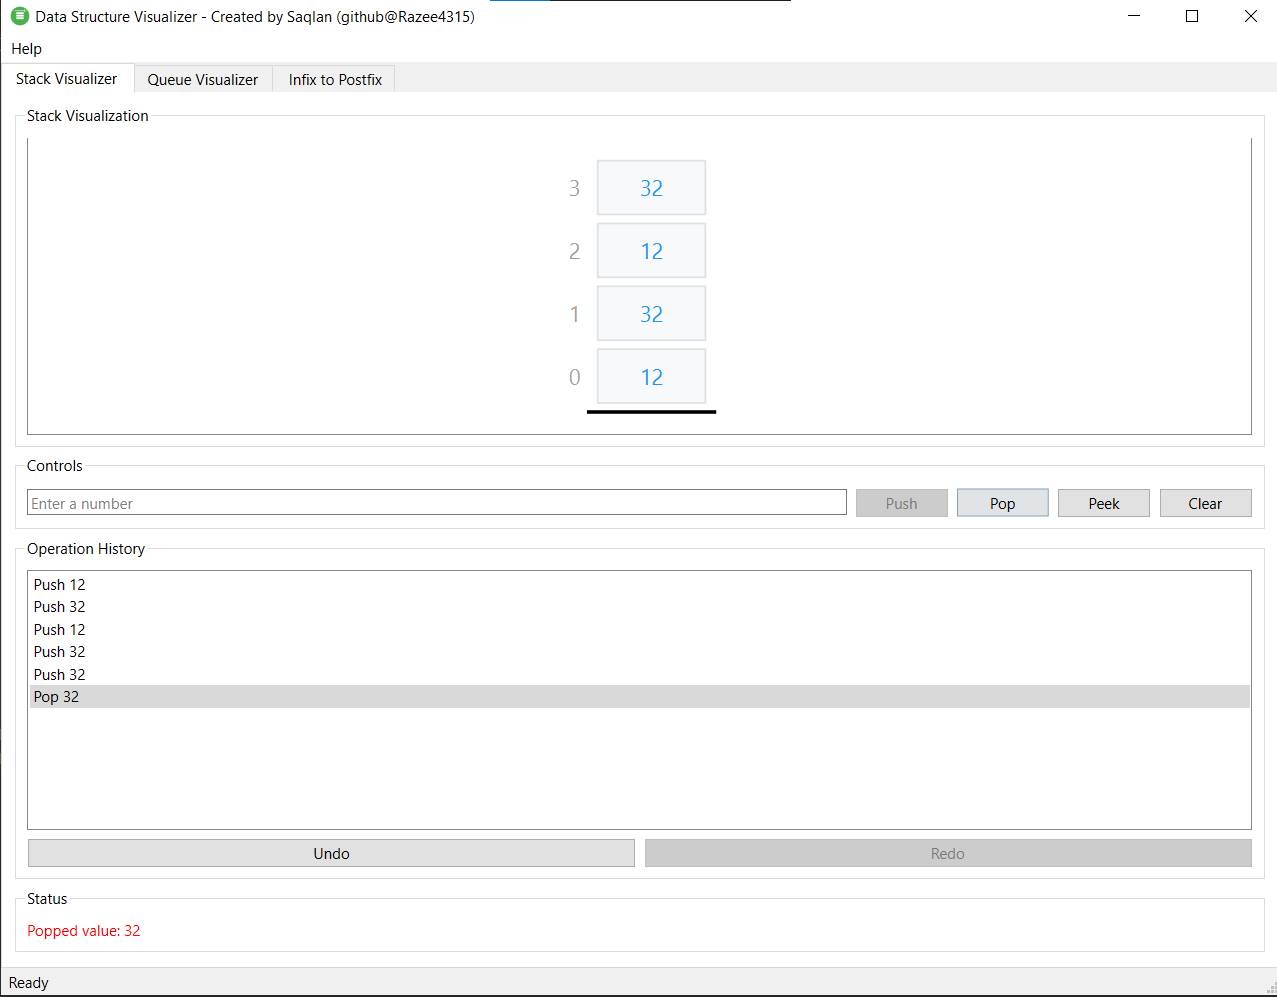 Data Structure Visualizer - Created by Saqlan (github@Razee4315)
Help
Stack Visualizer Queue Visualizer Infix to Postfix
Stack Visualization
3 32
2 12
1 32
0 12
Controls
Enter a number Push Pop Peek Clear
Operation History
Push 12
Push 32
Push 12
Push 32
Push 32
Pop 32
Undo Redo
Status
Popped value: 32
Ready